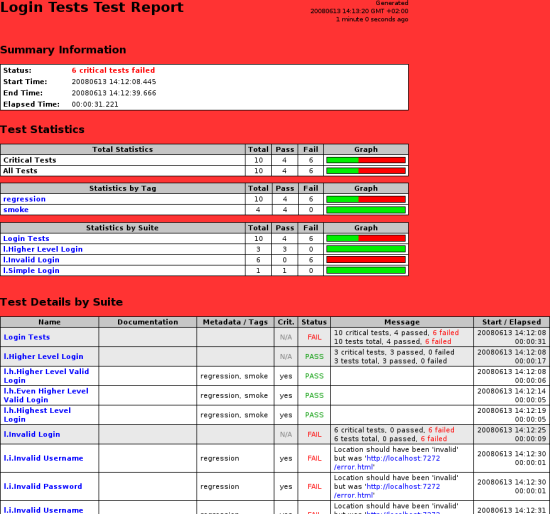 Login Tests Test Report
Generated
20080613 14:13:20 GMT +02:00
1 minute 0 seconds ago
Summary Information
Status: 6 critical tests failed
Start Time: 20080613 14:12:08.445
End Time: 20080613 14:12:39.666
Elapsed Time: 00:00:31.221
Test Statistics
Total Statistics Total Pass Fail Graph
Critical Tests 10 4 6
All Tests 10 4 6
Statistics by Tag Total Pass Fail Graph
regression 10 4 6
smoke 4 4 0
Statistics by Suite Total Pass Fail Graph
Login Tests 10 4 6
l.Higher Level Login 3 3 0
l.Invalid Login 6 0 6
l.Simple Login 1 1 0
Test Details by Suite
Name Documentation Metadata / Tags Crit. Status Message Start / Elapsed
Login Tests N/A FAIL 10 critical tests, 4 passed, 6 failed 20080613 14:12:08
10 tests total, 4 passed, 6 failed 00:00:31
l.Higher Level Login N/A PASS 3 critical tests, 3 passed, 0 failed 20080613 14:12:08
3 tests total, 3 passed, 0 failed 00:00:17
l.h.Higher Level Valid regression, smoke yes PASS 20080613 14:12:08
Login 00:00:06
l.h.Even Higher Level regression, smoke yes PASS 20080613 14:12:14
Valid Login 00:00:05
l.h.Highest Level regression, smoke yes PASS 20080613 14:12:19
Login 00:00:05
l.Invalid Login N/A FAIL 6 critical tests, 0 passed, 6 failed 20080613 14:12:25
6 tests total, 0 passed, 6 failed 00:00:09
l.i.Invalid Username regression yes FAIL Location should have been 'invalid' 20080613 14:12:30
but was 'http://localhost:7272 00:00:01
/error.html'
l.i.Invalid Password regression yes FAIL Location should have been 'invalid' 20080613 14:12:30
but was 'http://localhost:7272 00:00:01
/error.html'
l.i.Invalid Username regression yes FAIL Location should have been 'invalid' 20080613 14:12:31
but was 'http://localhost:7272